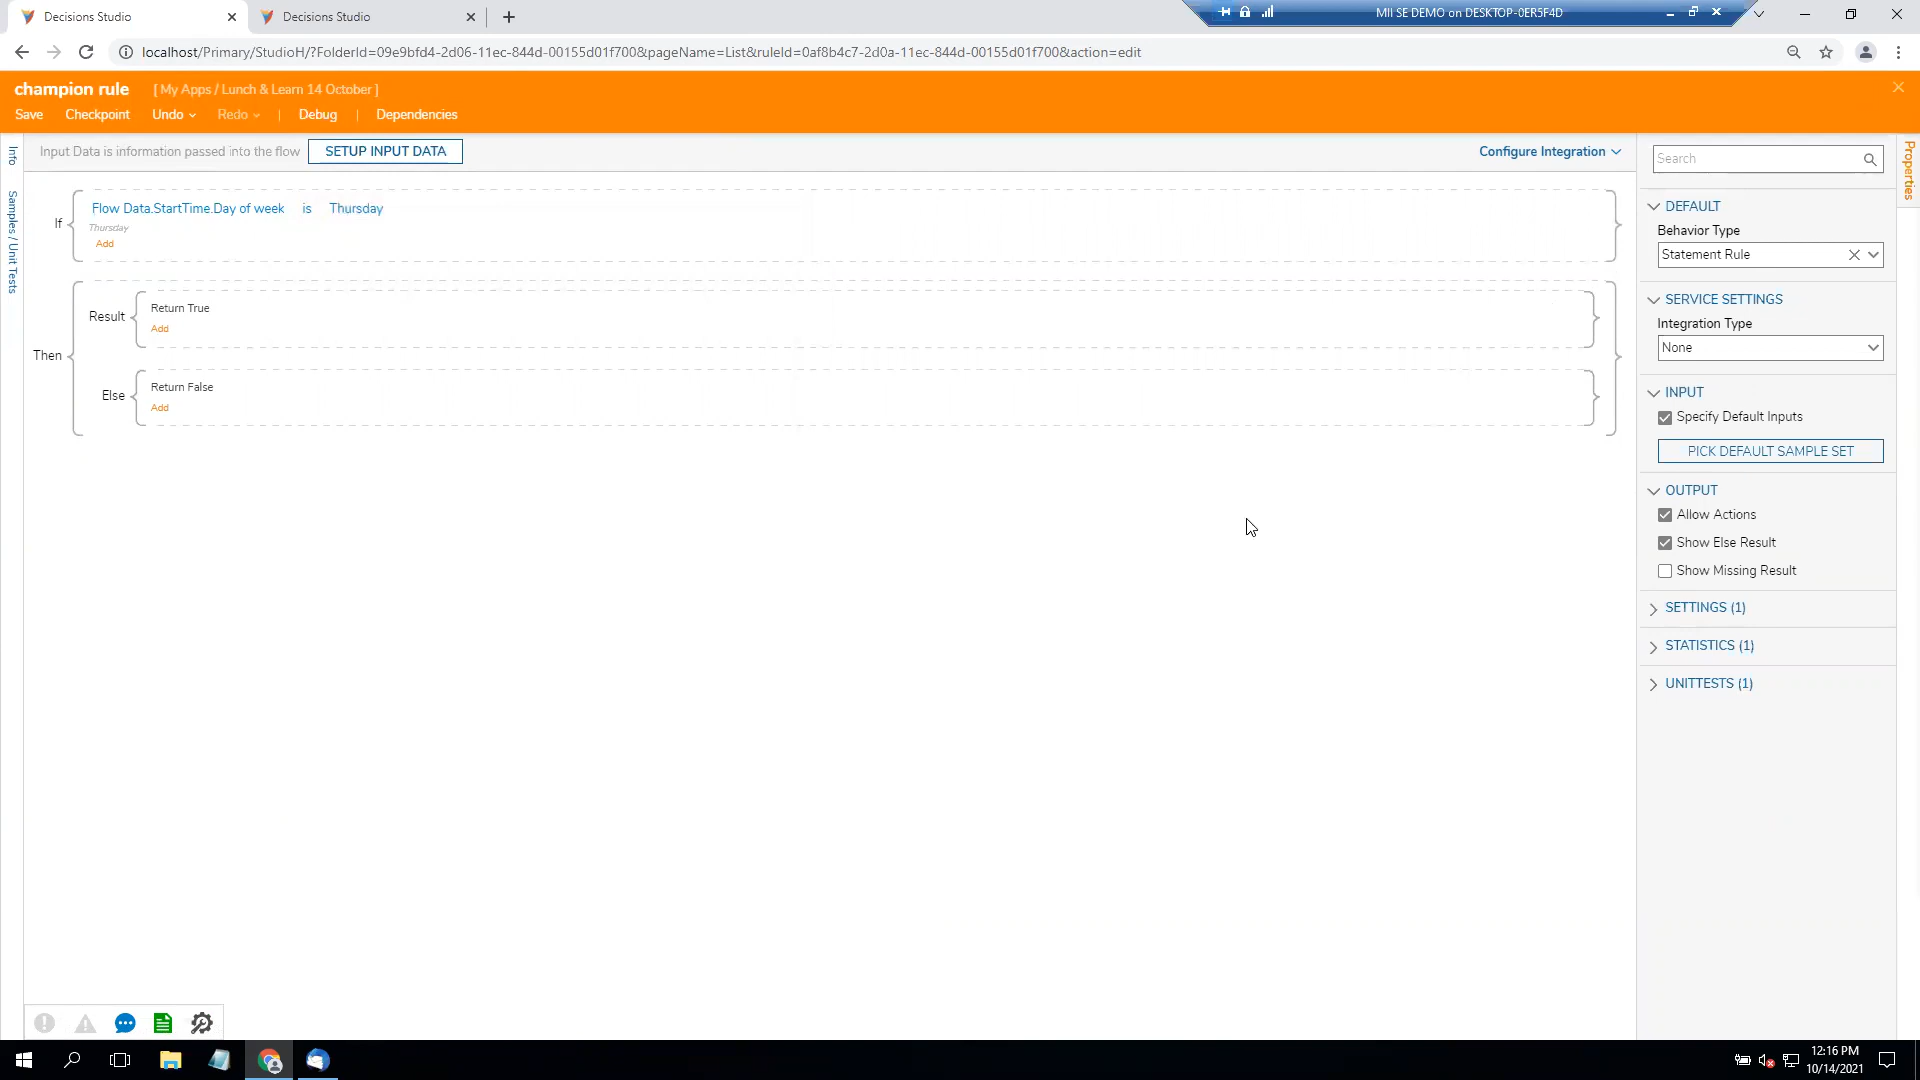 Decisions Studio
Decisions Studio
MII SE DEMO on DESKTOP-0ER5F4D
localhost/Primary/StudioH/?FolderId=09e9bfd4-2d06-11ec-844d-00155d01f700&pageName=List&ruleId=0af8b4c7-2d0a-11ec-844d-00155d01f700&action=edit
champion rule [ My Apps / Lunch & Learn 14 October ]
Save Checkpoint Undo Redo | Debug | Dependencies
Info
Samples / Unit Tests
Input Data is information passed into the flow SETUP INPUT DATA Configure Integration
If
Flow Data.StartTime.Day of week is Thursday
Thursday
Add
Then
Result
Return True
Add
Else
Return False
Add
Properties
Search
DEFAULT
Behavior Type
Statement Rule
SERVICE SETTINGS
Integration Type
None
INPUT
Specify Default Inputs
PICK DEFAULT SAMPLE SET
OUTPUT
Allow Actions
Show Else Result
Show Missing Result
SETTINGS (1)
STATISTICS (1)
UNITTESTS (1)
12:16 PM
10/14/2021